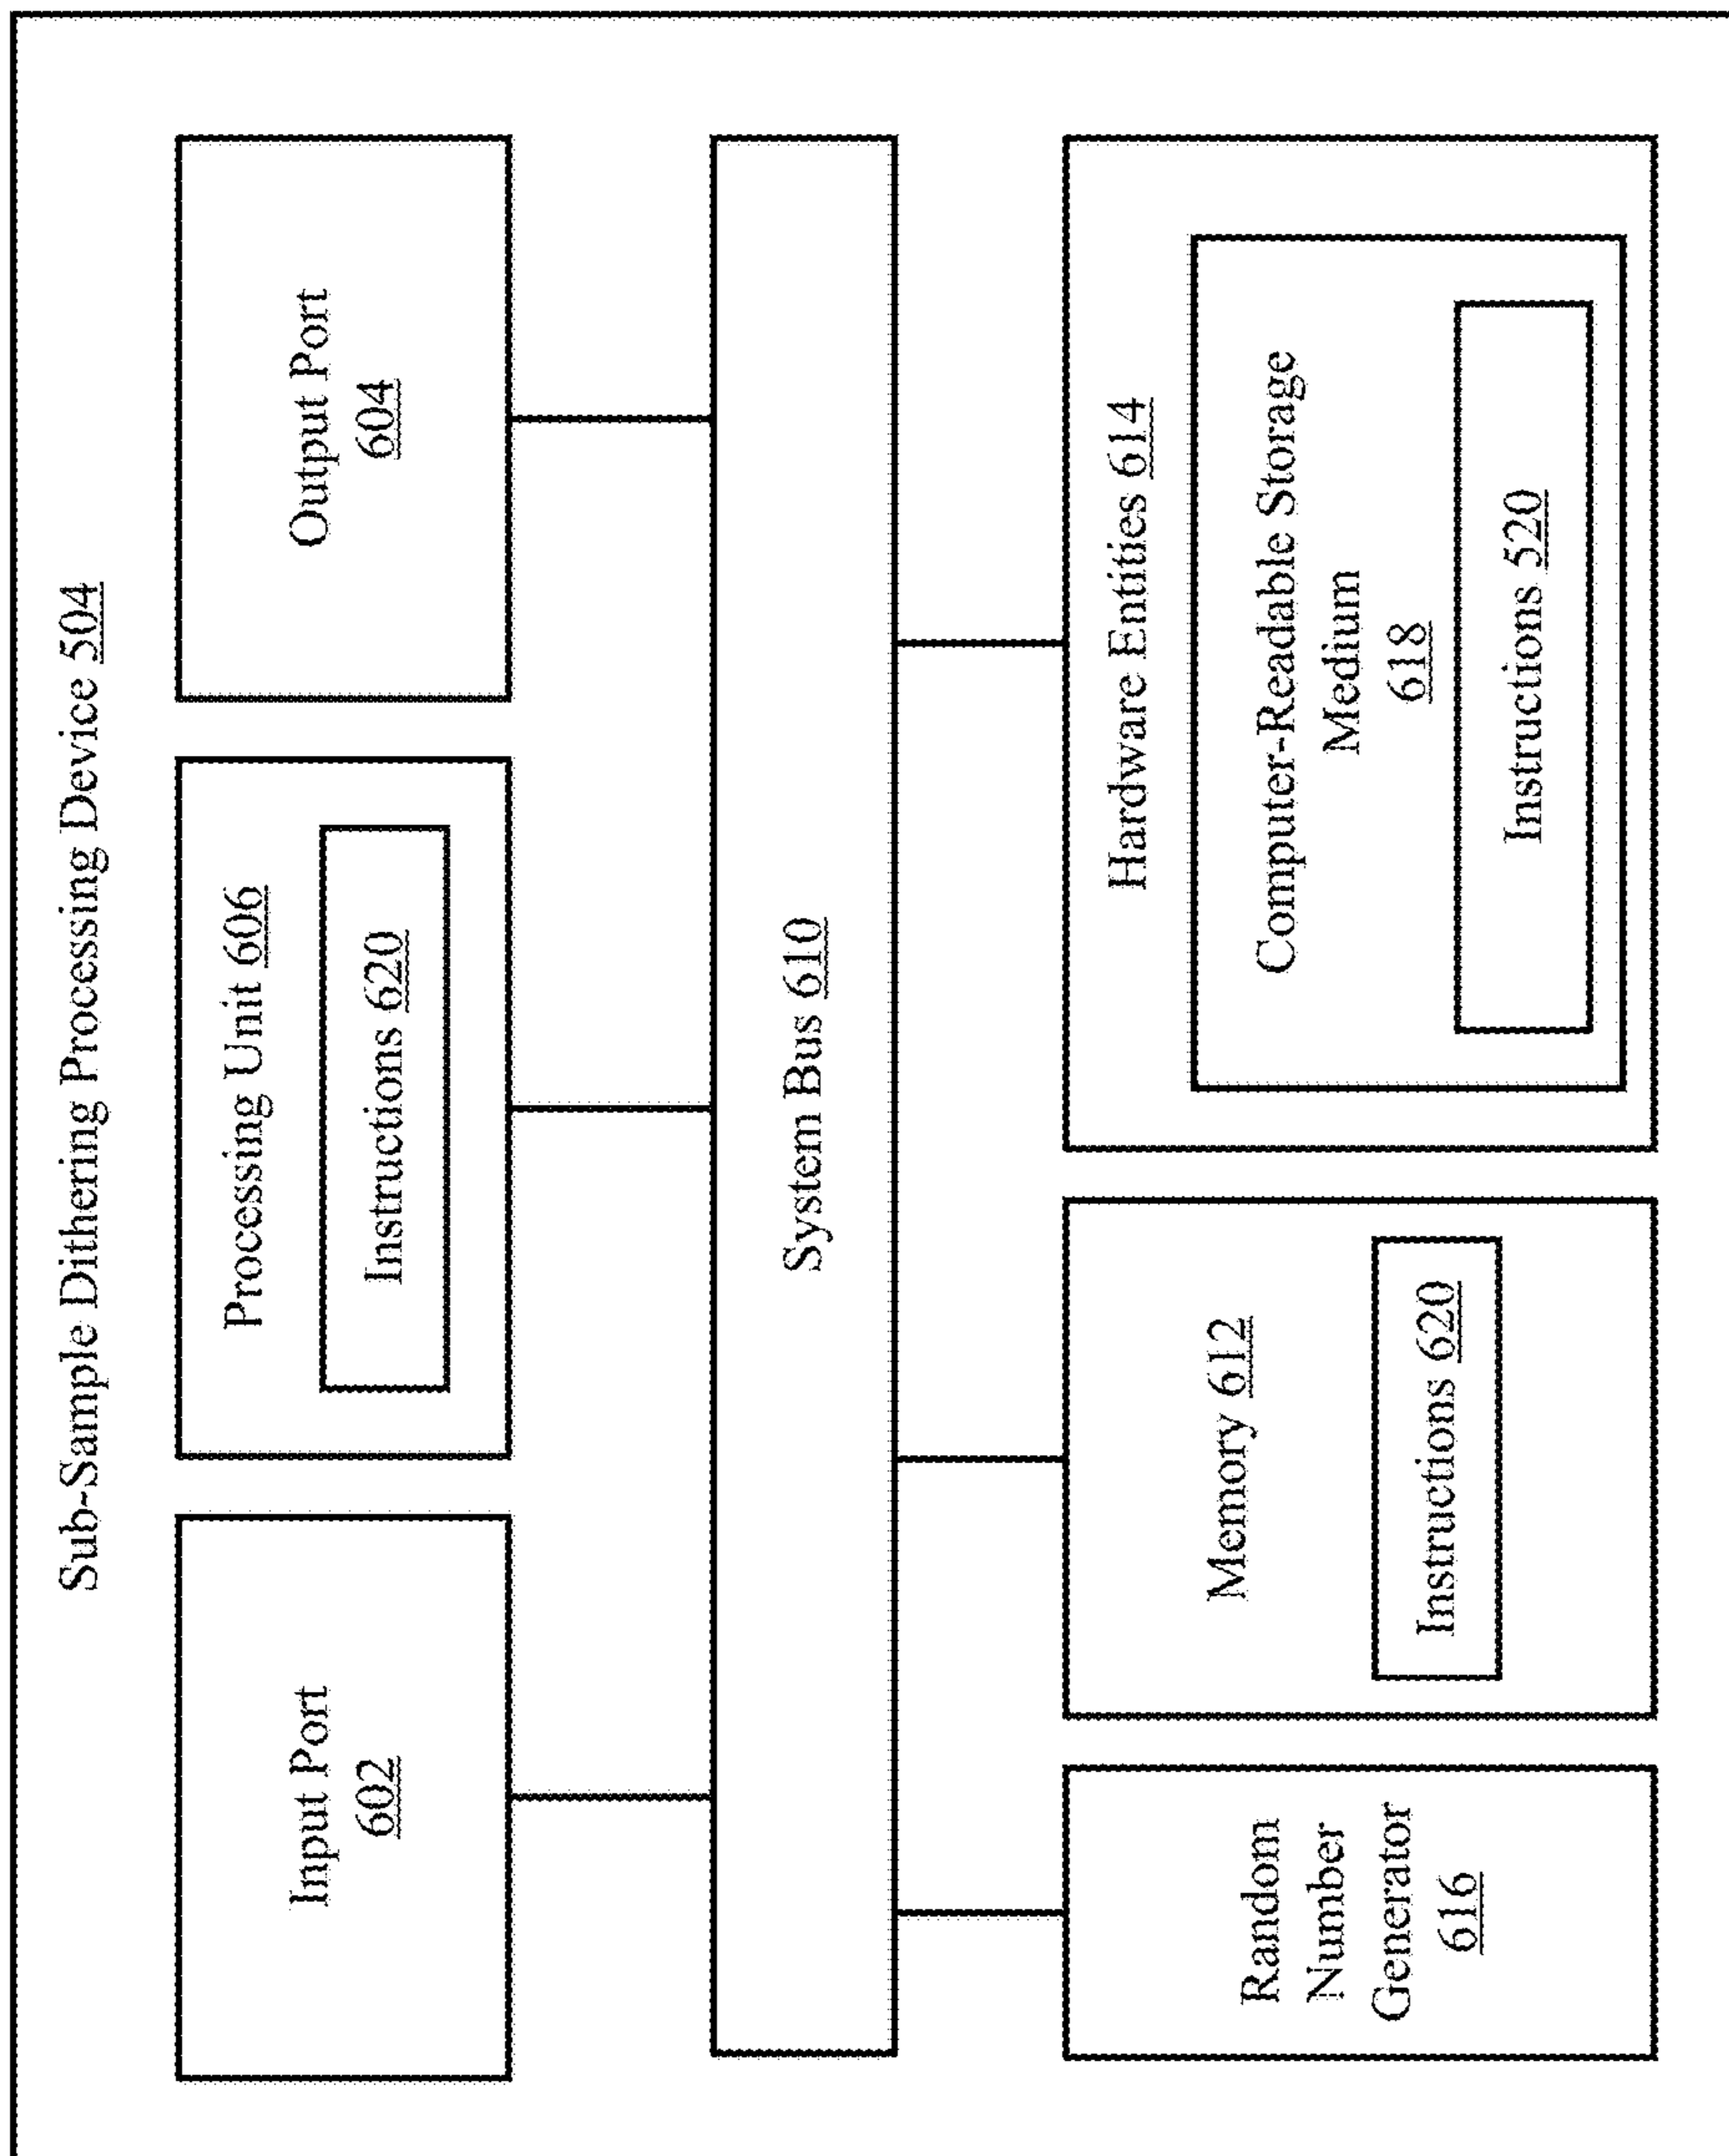 Sub-Sample Dithering Processing Device 504
Input Port
602
Processing Unit 606
Instructions 620
Output Port
604
System Bus 610
Random
Number
Generator
616
Memory 612
Instructions 620
Hardware Entities 614
Computer-Readable Storage
Medium
618
Instructions 520